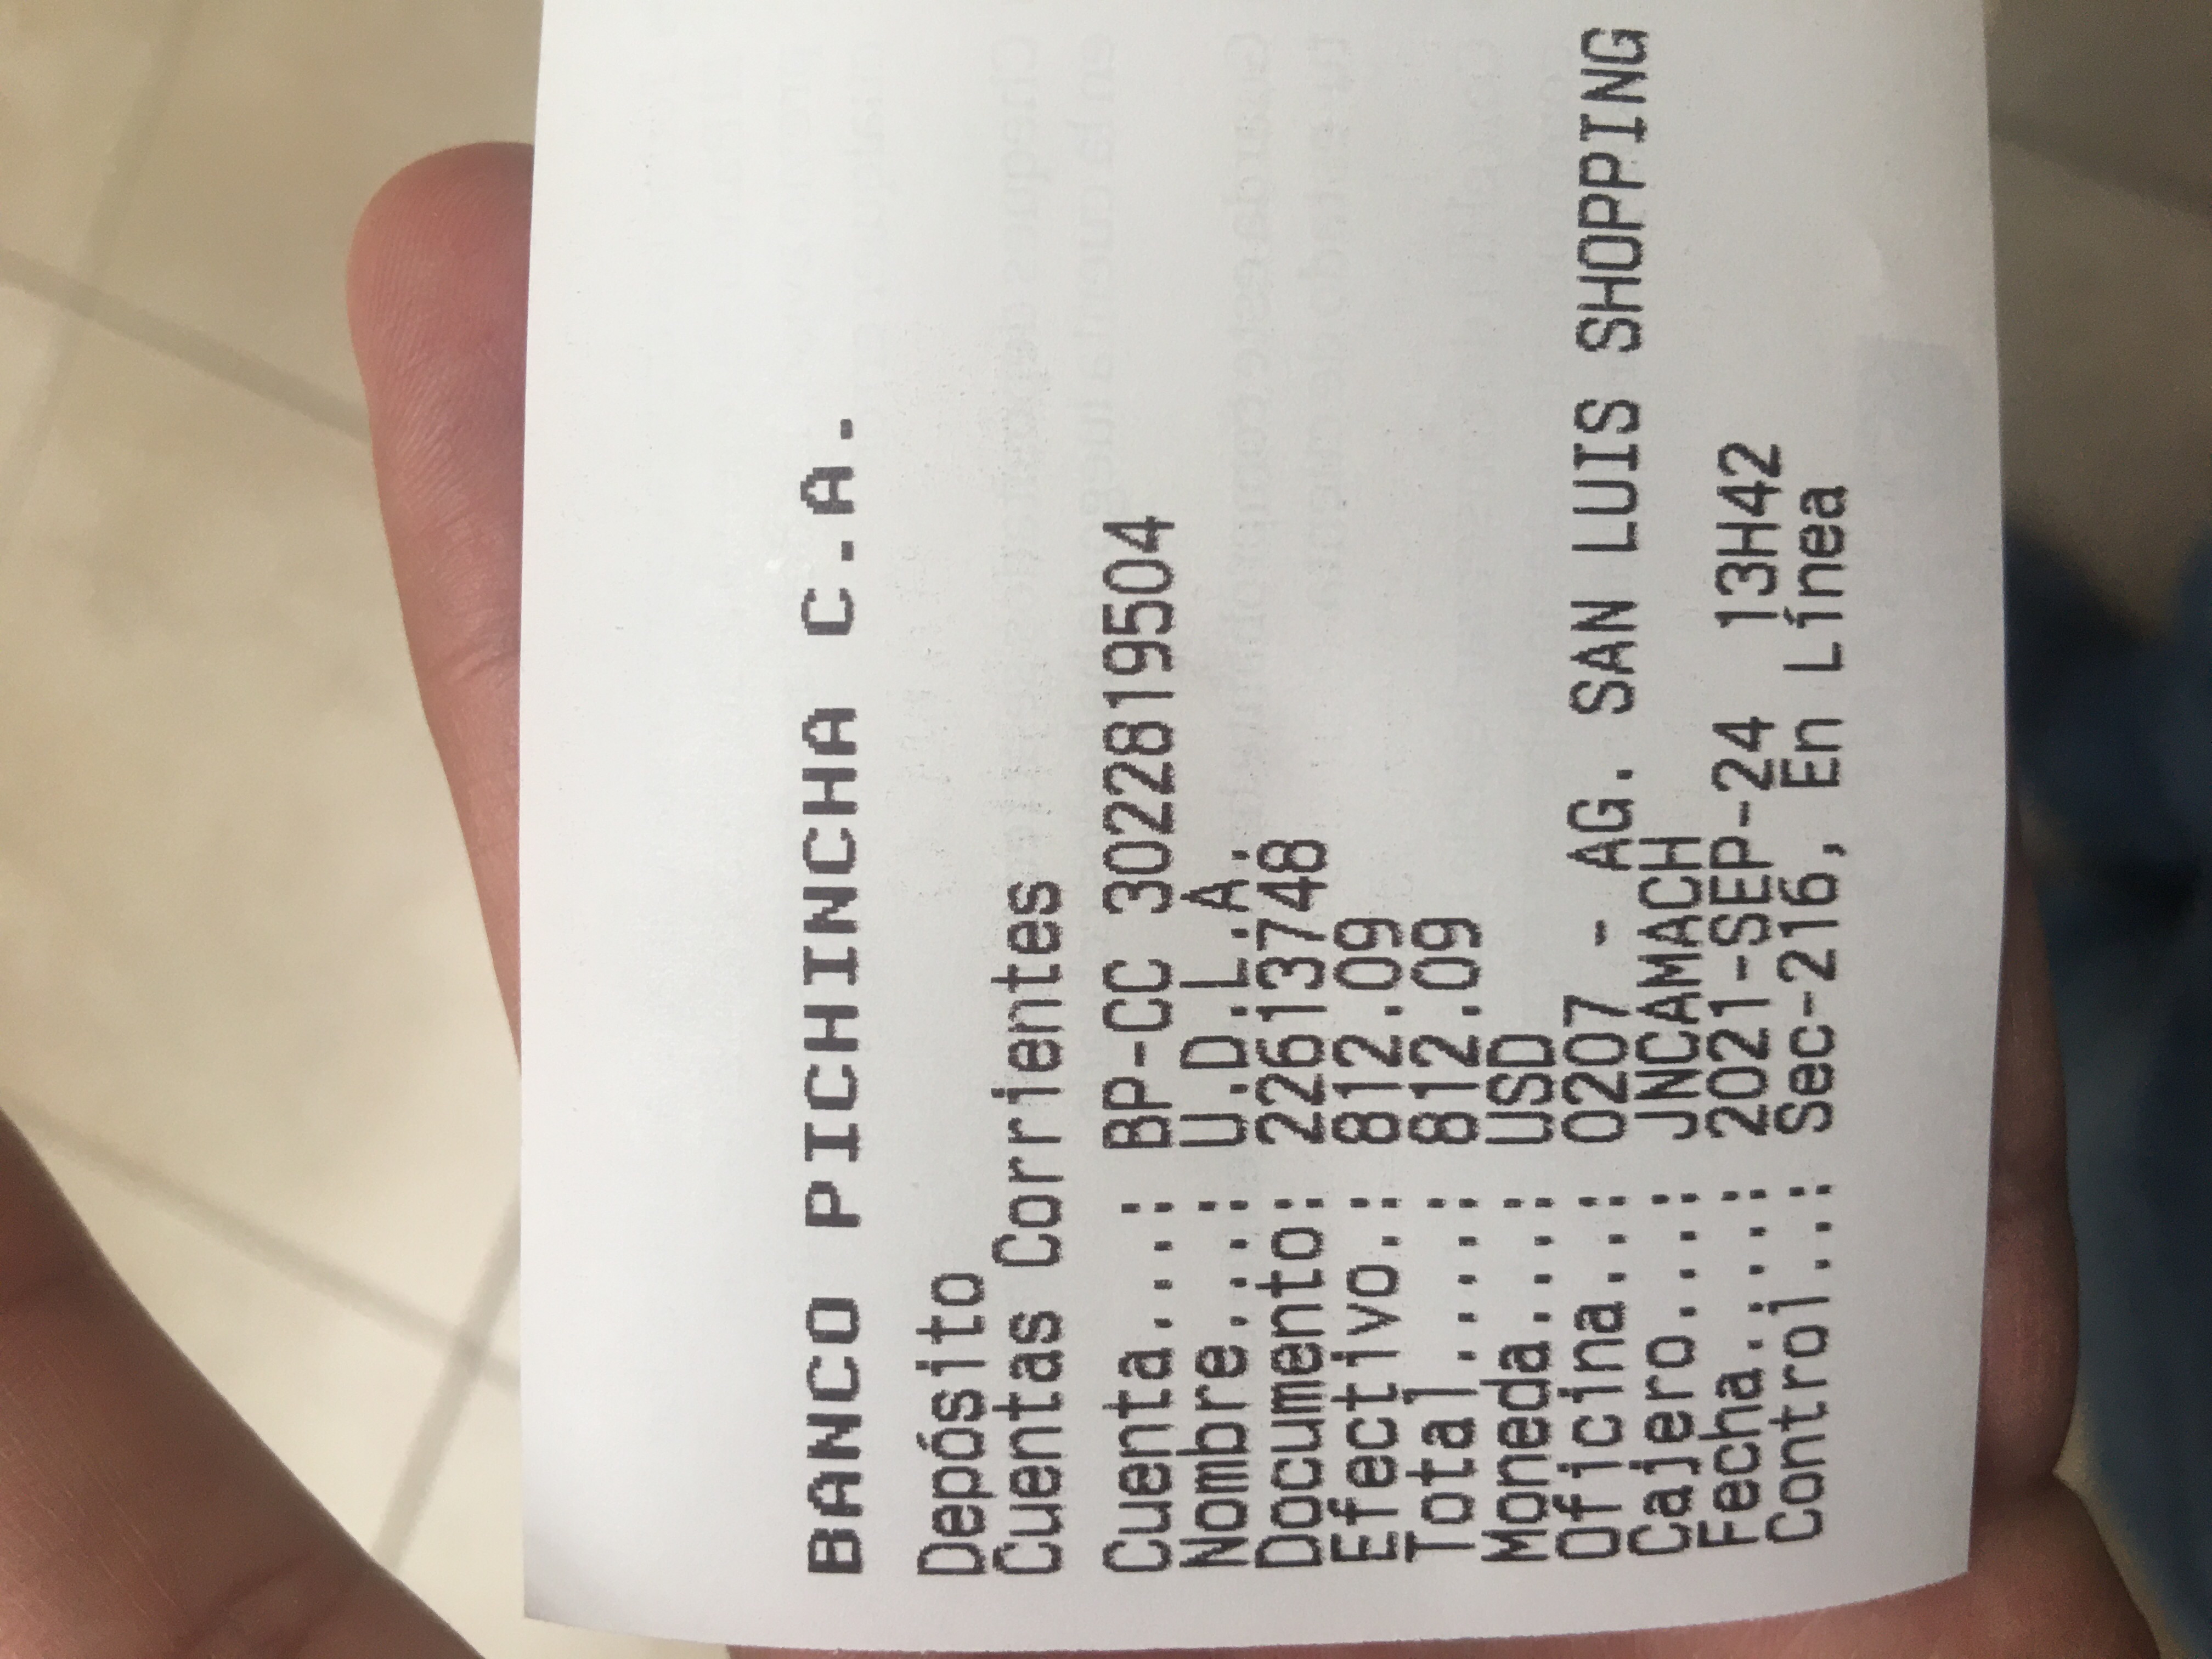 BANCO PICHINCHA C.A.
Depósito
Cuentas Corrientes
Cuenta...: BP-CC 3022819504
Nombre...: U.D.L.A.
Documento: 22613748
Efectivo.: 812.09
Total....: 812.09
Moneda...: USD
Oficina..: 0207 - AG. SAN LUIS SHOPPING
Cajero...: JNCAMACH
Fecha....: 2021-SEP-24 13H42
Control..: Sec-216, En Línea